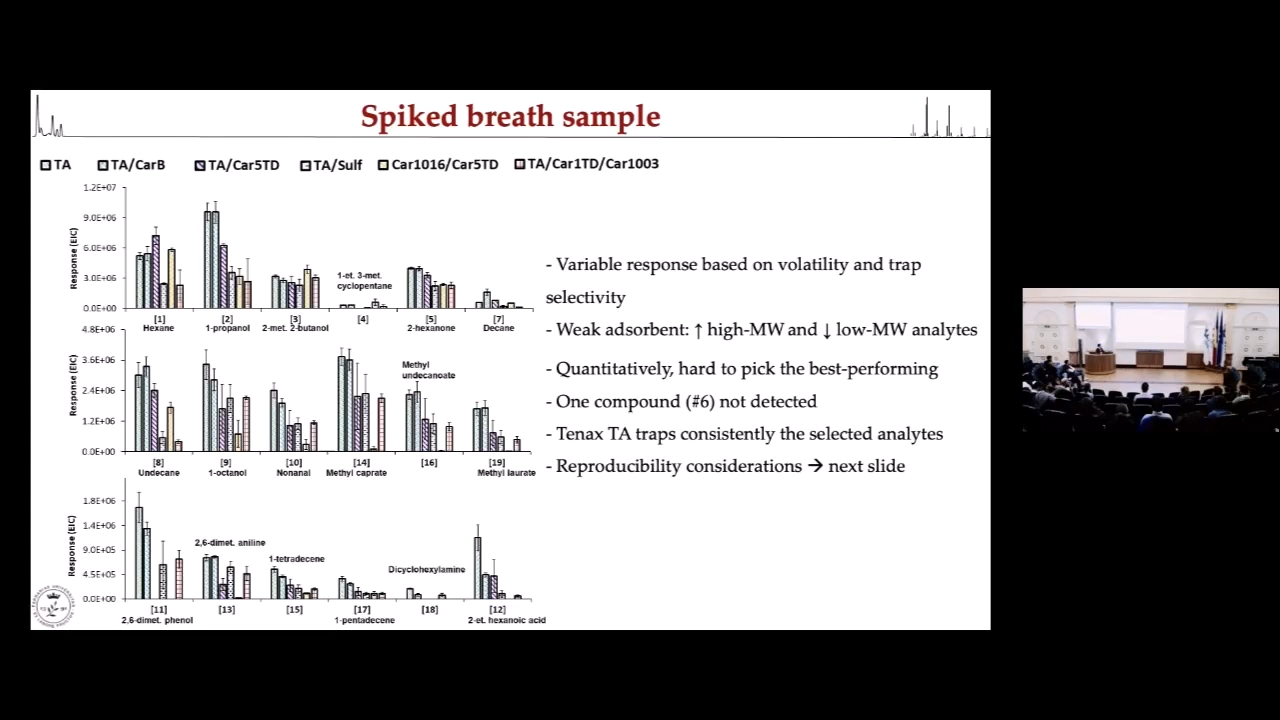 Spiked breath sample
TA TA/CarB TA/Car5TD TA/Sulf Car1016/Car5TD TA/Car1TD/Car1003
Response (EIC)
1.2E+07
9.0E+06
6.0E+06
3.0E+06
0.0E+00
1-et. 3-met.
cyclopentane
[1] [2] [3] [4] [5] [7]
Hexane 1-propanol 2-met. 2-butanol 2-hexanone Decane
Response (EIC)
4.8E+06
3.6E+06
2.4E+06
1.2E+06
0.0E+00
Methyl
undecanoate
[8] [9] [10] [14] [16] [19]
Undecane 1-octanol Nonanal Methyl caprate Methyl laurate
Response (EIC)
1.8E+06
1.4E+06
9.0E+05
4.5E+05
0.0E+00
2,6-dimet. aniline
1-tetradecene
Dicyclohexylamine
[11] [13] [15] [17] [18] [12]
2,6-dimet. phenol 1-pentadecene 2-et. hexanoic acid
- Variable response based on volatility and trap
selectivity
- Weak adsorbent: ↑ high-MW and ↓ low-MW analytes
- Quantitatively, hard to pick the best-performing
- One compound (#6) not detected
- Tenax TA traps consistently the selected analytes
- Reproducibility considerations → next slide